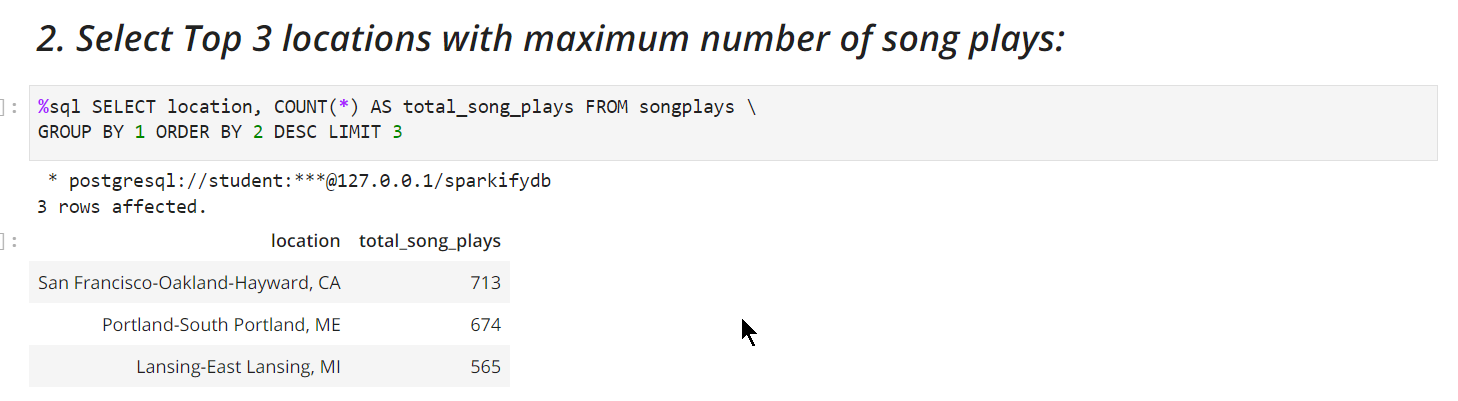 2. Select Top 3 locations with maximum number of song plays:
]:
%sql SELECT location, COUNT(*) AS total_song_plays FROM songplays \
GROUP BY 1 ORDER BY 2 DESC LIMIT 3
* postgresql://student:***@127.0.0.1/sparkifydb
3 rows affected.
]:
location total_song_plays
San Francisco-Oakland-Hayward, CA 713
Portland-South Portland, ME 674
Lansing-East Lansing, MI 565